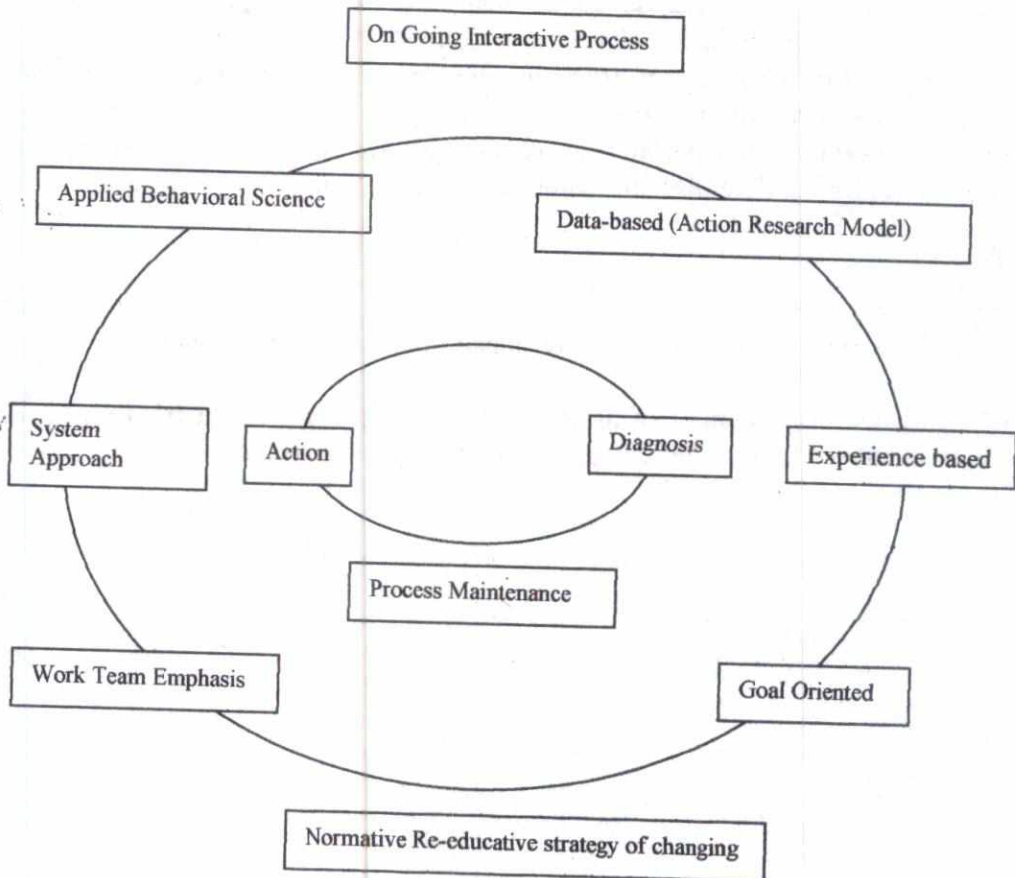 On Going Interactive Process
Applied Behavioral Science
Data-based (Action Research Model)
System
Approach
Action
Diagnosis
Experience based
Process Maintenance
Work Team Emphasis
Goal Oriented
Normative Re-educative strategy of changing